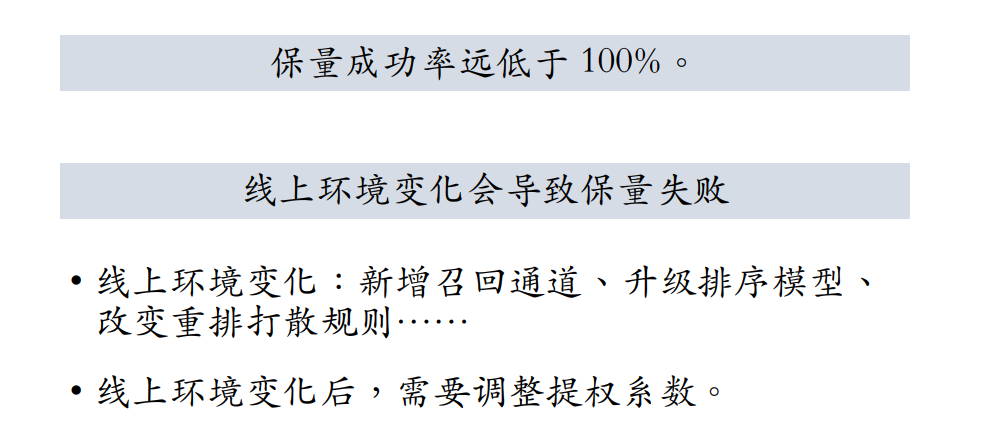 保量成功率远低于 100%。
线上环境变化会导致保量失败
• 线上环境变化：新增召回通道、升级排序模型、
改变重排打散规则……
• 线上环境变化后，需要调整提权系数。